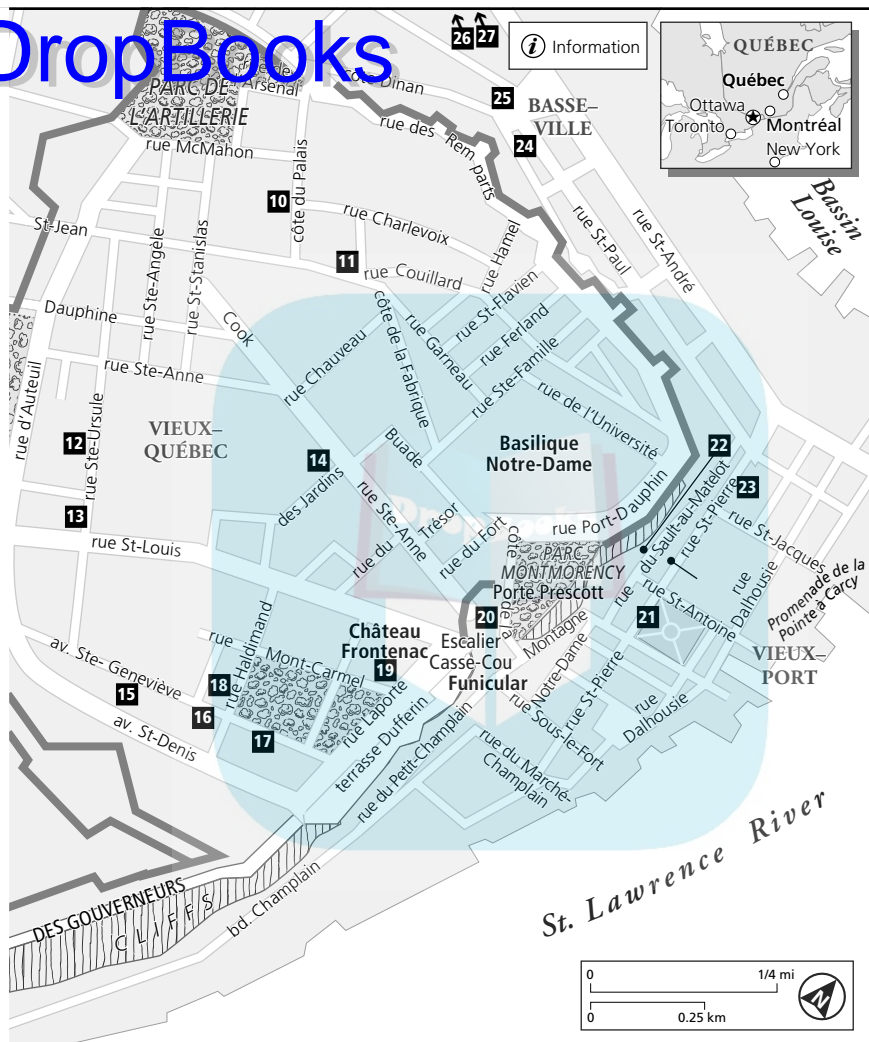 DropBooks
26 27
i Information
QUÉBEC
Québec
Ottawa
Toronto
Montréal
New York
PARC DE
L'ARTILLERIE
Arsenal
côte Dinan
25
BASSE–
VILLE
24
rue des Remparts
rue McMahon
côte du Palais
10
rue Charlevoix
rue Hamel
rue St-Paul
rue St-André
Bassin
Louise
St-Jean
rue Ste-Angèle
rue St-Stanislas
11
rue Couillard
Dauphine
Cook
rue Chauveau
côte de la Fabrique
rue Garneau
rue St-Flavien
rue Ferland
rue Ste-Famille
rue Ste-Anne
rue d'Auteuil
rue Ste-Ursule
rue de l'Université
12
VIEUX–
QUÉBEC
14
Buade
Basilique
Notre-Dame
22
13
des Jardins
rue Ste-Anne
Trésor
rue du
rue du Fort
DropBooks
rue Port-Dauphin
du Sault-au-Matelot
rue
rue St-Pierre
23
rue St-Jacques
rue St-Louis
côte
de la
Montagne
PARC
MONTMORENCY
Porte Prescott
rue St-Antoine
rue
Dalhousie
Promenade de la
Pointe à Carcy
20
21
rue Haldimand
rue
Mont-Carmel
Château
Frontenac
19
Escalier
Cassé-Cou
Funicular
Notre-Dame
rue St-Pierre
VIEUX–
PORT
av. Ste- Geneviève
15
18
16
17
rue Laporte
terrasse Dufferin
rue du Petit-Champlain
rue Sous-le-Fort
rue
Dalhousie
av. St-Denis
rue du Marché-
Champlain
St. Lawrence River
DES GOUVERNEURS
CLIFFS
bd. Champlain
0 1/4 mi
0 0.25 km
N